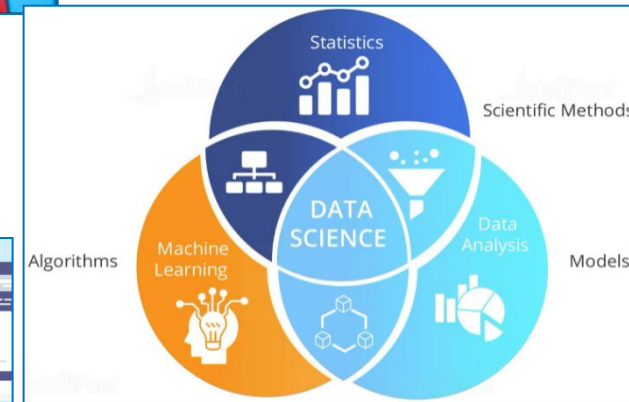 Statistics
Scientific Methods
DATA
SCIENCE
Data
Analysis
Machine
Learning
Algorithms
Models